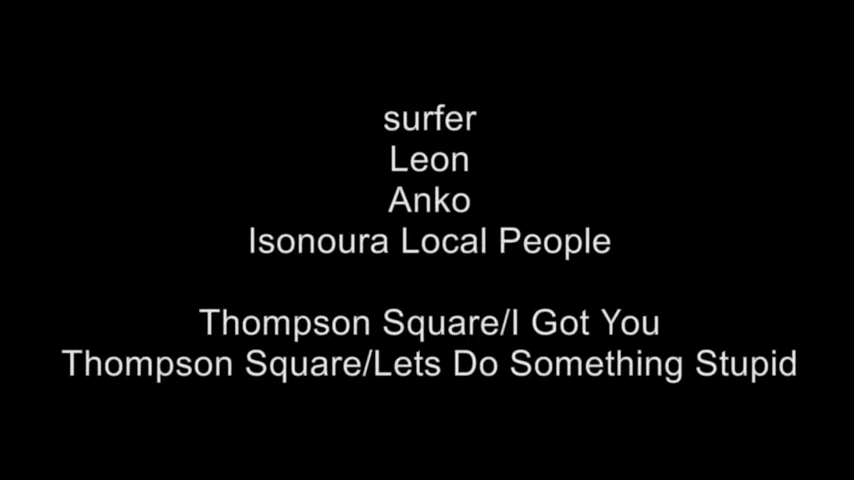 surfer
Leon
Anko
Isonoura Local People
Thompson Square/I Got You
Thompson Square/Lets Do Something Stupid